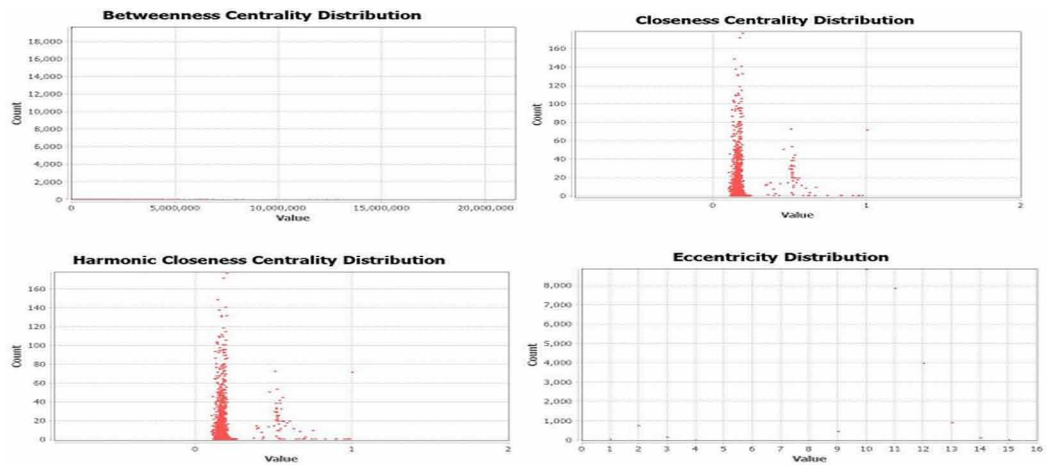 Betweenness Centrality Distribution
18,000
16,000
14,000
12,000
10,000
8,000
6,000
4,000
2,000
0
Count
0 5,000,000 10,000,000 15,000,000 20,000,000
Value
Closeness Centrality Distribution
160
140
120
100
80
60
40
20
0
Count
0 1 2
Value
Harmonic Closeness Centrality Distribution
160
140
120
100
80
60
40
20
0
Count
0 1 2
Value
Eccentricity Distribution
8,000
7,000
6,000
5,000
4,000
3,000
2,000
1,000
0
Count
0 1 2 3 4 5 6 7 8 9 10 11 12 13 14 15 16
Value